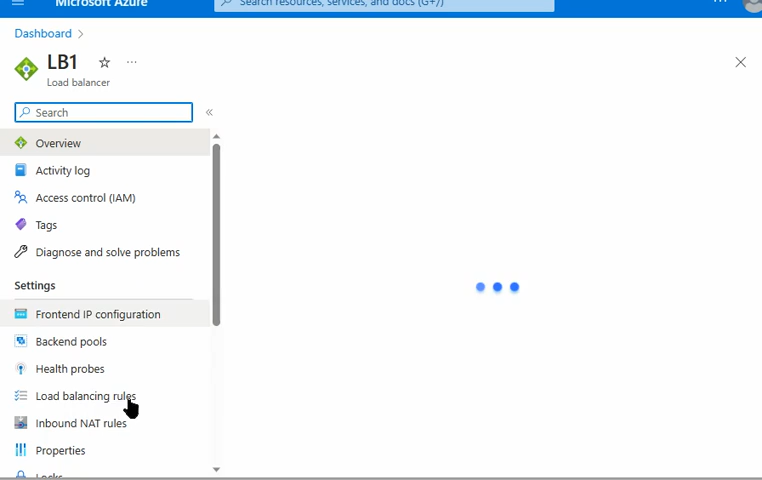 Microsoft Azure
Search resources, services, and docs (G+/)
Dashboard
LB1
Load balancer
Search
Overview
Activity log
Access control (IAM)
Tags
Diagnose and solve problems
Settings
Frontend IP configuration
Backend pools
Health probes
Load balancing rules
Inbound NAT rules
Properties
Locks